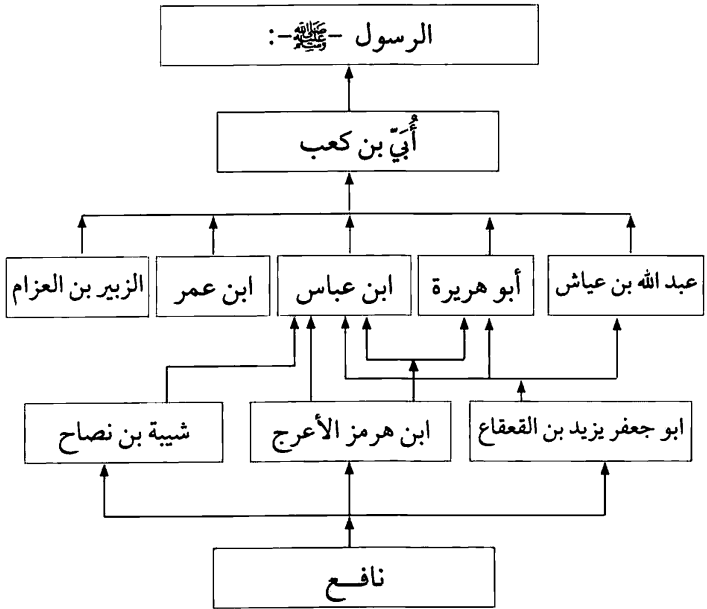 الرسول -ﷺ-:
أُبَيّ بن كعب
عبد الله بن عياش
أبو هريرة
ابن عباس
ابن عمر
الزبير بن العزام
ابو جعفر يزيد بن القعقاع
ابن هرمز الأعرج
شيبة بن نصاح
نافـع